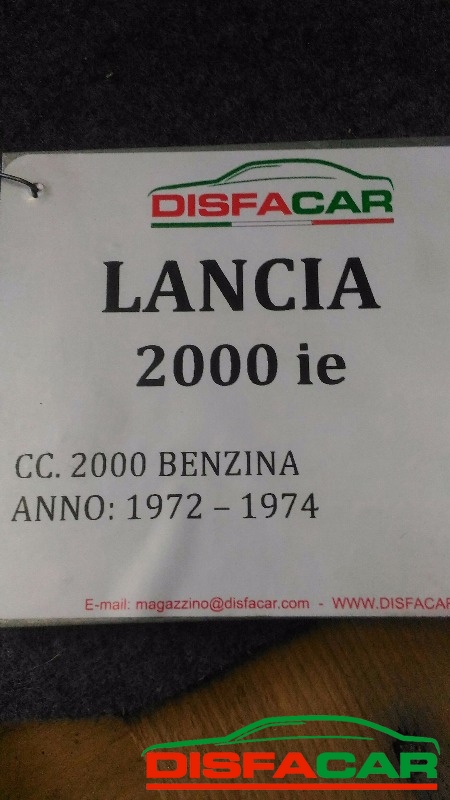 DISFACAR
LANCIA
2000 ie
CC. 2000 BENZINA
ANNO: 1972 – 1974
E-mail: magazzino@disfacar.com - WWW.DISFACAR
DISFACAR